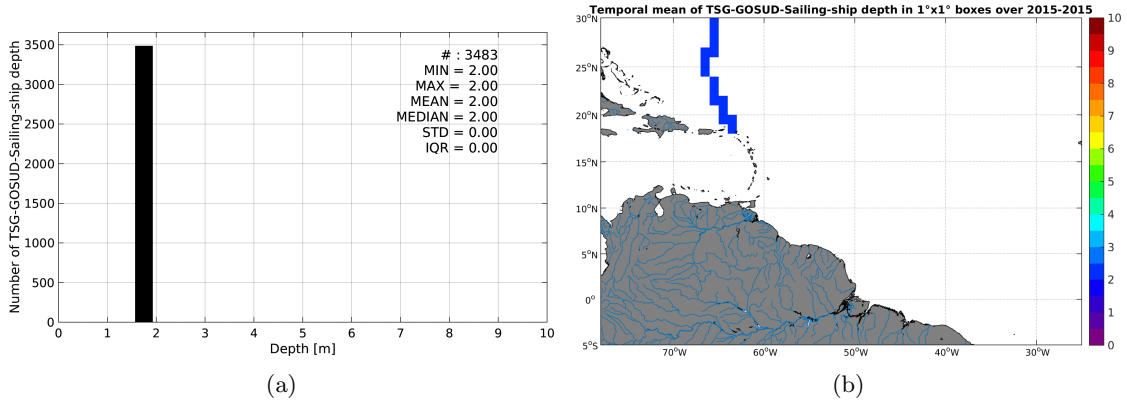 Number of TSG-GOSUD-Sailing-ship depth
3500
3000
2500
2000
1500
1000
500
0
# : 3483
MIN = 2.00
MAX = 2.00
MEAN = 2.00
MEDIAN = 2.00
STD = 0.00
IQR = 0.00
0 1 2 3 4 5 6 7 8 9 10
Depth [m]
(a)
Temporal mean of TSG-GOSUD-Sailing-ship depth in 1°x1° boxes over 2015-2015
30°N
25°N
20°N
15°N
10°N
5°N
0°
5°S
70°W 60°W 50°W 40°W 30°W
10
9
8
7
6
5
4
3
2
1
0
(b)